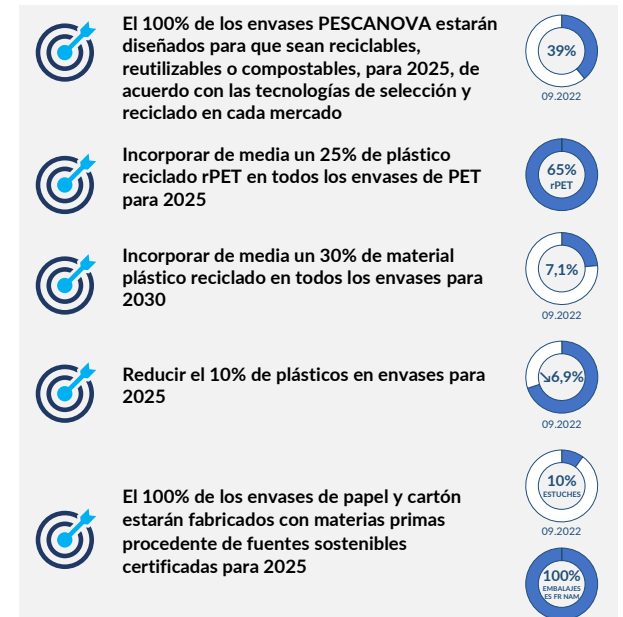 El 100% de los envases PESCANOVA estarán
diseñados para que sean reciclables,
reutilizables o compostables, para 2025, de
acuerdo con las tecnologías de selección y
reciclado en cada mercado
39%
09.2022
Incorporar de media un 25% de plástico
reciclado rPET en todos los envases de PET
para 2025
65%
rPET
Incorporar de media un 30% de material
plástico reciclado en todos los envases para
2030
7,1%
09.2022
Reducir el 10% de plásticos en envases para
2025
↘6,9%
09.2022
El 100% de los envases de papel y cartón
estarán fabricados con materias primas
procedente de fuentes sostenibles
certificadas para 2025
10%
ESTUCHES
09.2022
100%
EMBALAJES
ES FR NAM